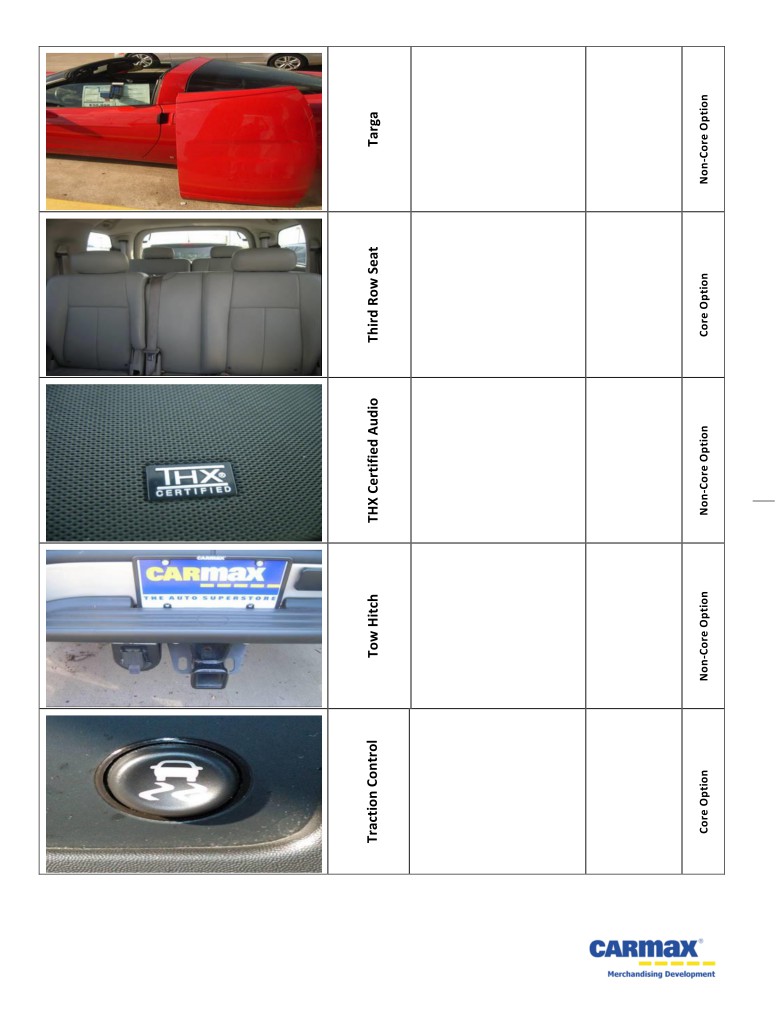 Targa
Non-Core Option
Third Row Seat
Core Option
THX Certified Audio
Non-Core Option
THX®
CERTIFIED
Tow Hitch
Non-Core Option
CARMAX
THE AUTO SUPERSTORE
Traction Control
Core Option
CARMAX®
Merchandising Development